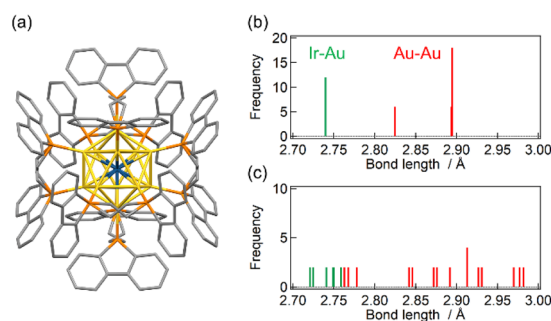 (a)
(b)
20
15
10
5
0
Frequency
Ir-Au
Au-Au
2.70 2.75 2.80 2.85 2.90 2.95 3.00
Bond length / Å
(c)
10
5
0
Frequency
2.70 2.75 2.80 2.85 2.90 2.95 3.00
Bond length / Å